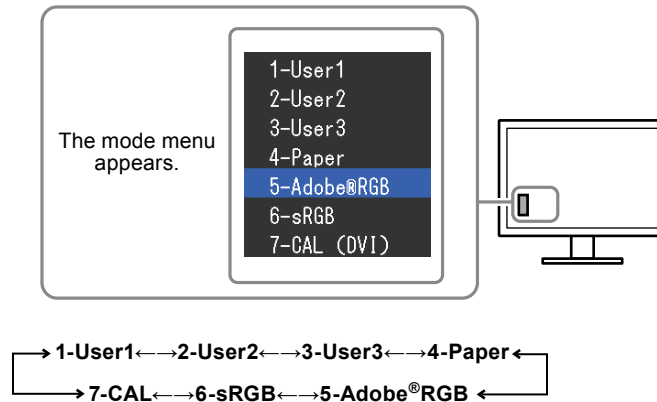 The mode menu
appears.
1-User1
2-User2
3-User3
4-Paper
5-Adobe®RGB
6-sRGB
7-CAL (DVI)
1-User1←→2-User2←→3-User3←→4-Paper
7-CAL←→6-sRGB←→5-Adobe®RGB